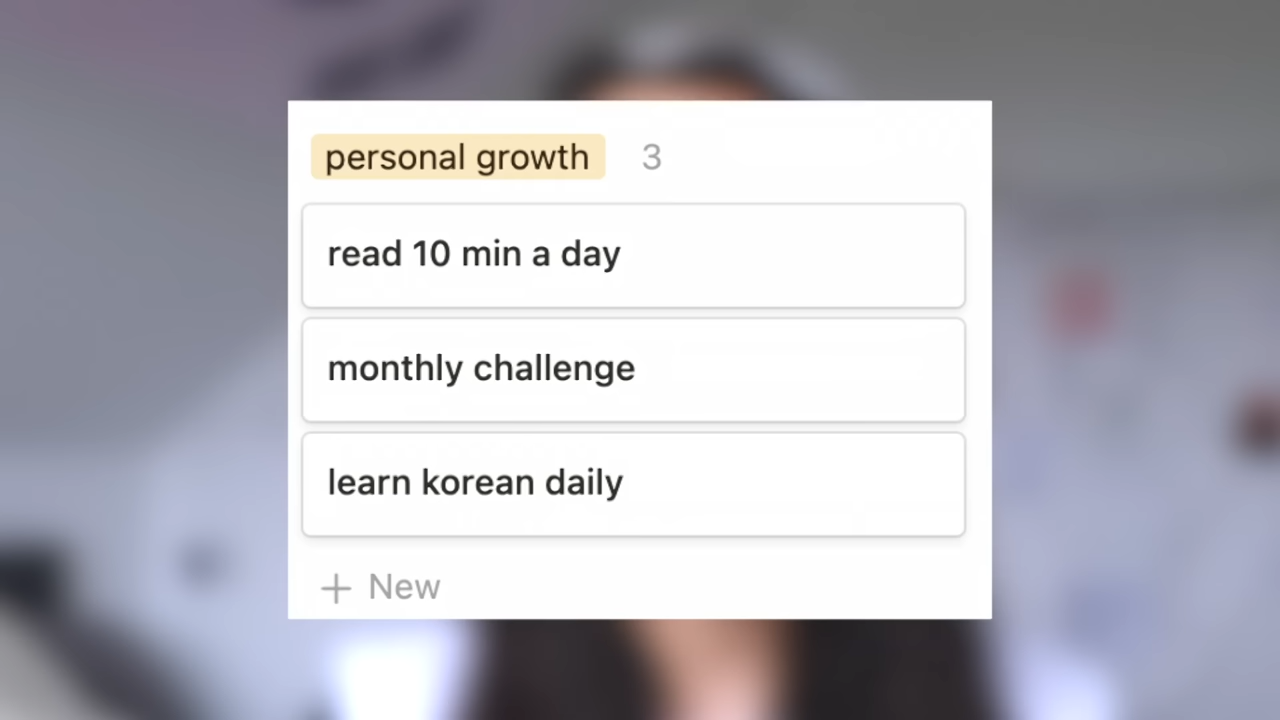 personal growth 3
read 10 min a day
monthly challenge
learn korean daily
+ New